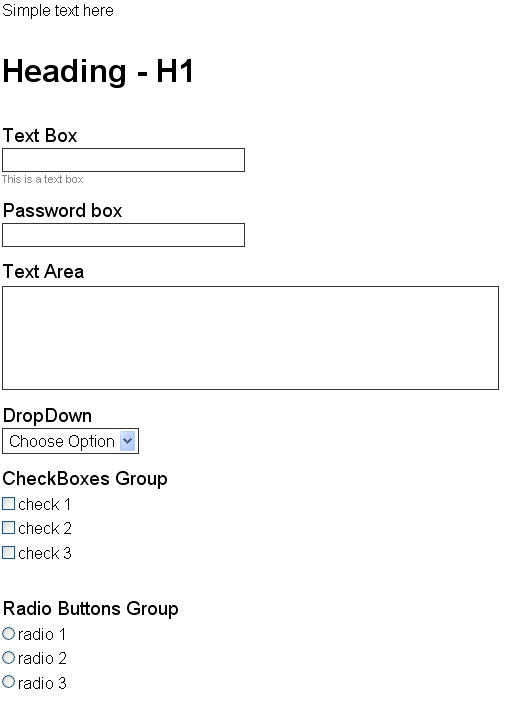 Simple text here
Heading - H1
Text Box
This is a text box
Password box
Text Area
DropDown
Choose Option
CheckBoxes Group
check 1
check 2
check 3
Radio Buttons Group
radio 1
radio 2
radio 3